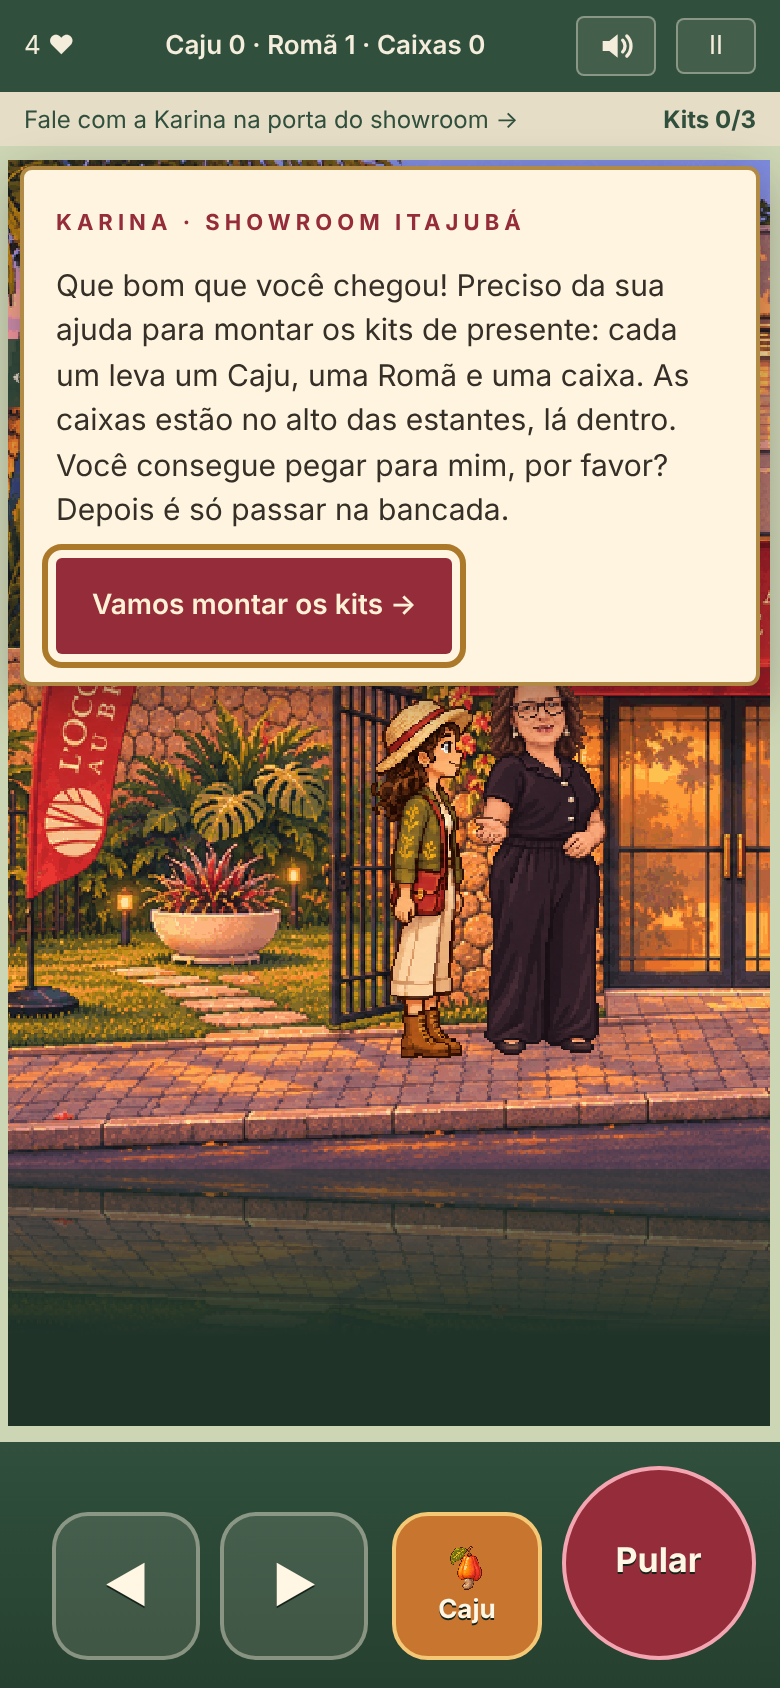 4 ♥ Caju 0 · Romã 1 · Caixas 0
Fale com a Karina na porta do showroom → Kits 0/3
KARINA · SHOWROOM ITAJUBÁ
Que bom que você chegou! Preciso da sua
ajuda para montar os kits de presente: cada
um leva um Caju, uma Romã e uma caixa. As
caixas estão no alto das estantes, lá dentro.
Você consegue pegar para mim, por favor?
Depois é só passar na bancada.
Vamos montar os kits →
Caju
Pular